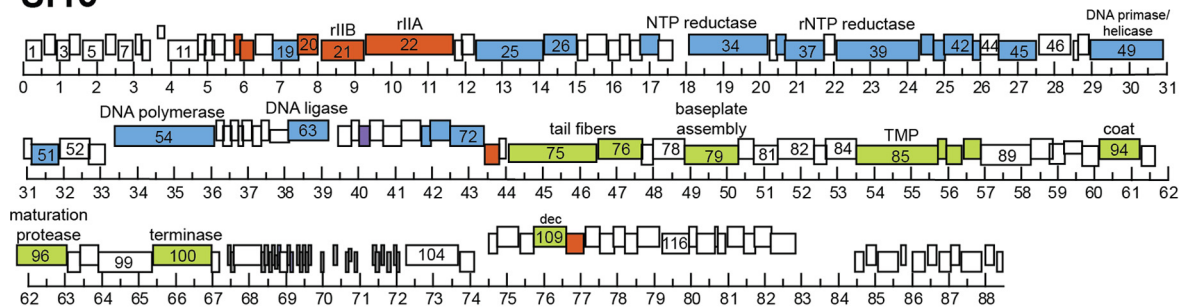 rIIB rIIA NTP reductase rNTP reductase DNA primase/
helicase
1 3 2 5 7 11 19 20 21 22 25 26 34 37 39 42 44 45 46 49
0 1 2 3 4 5 6 7 8 9 10 11 12 13 14 15 16 17 18 19 20 21 22 23 24 25 26 27 28 29 30 31
DNA polymerase DNA ligase baseplate
assembly tail fibers TMP coat
51 52 54 63 72 75 76 78 79 81 82 84 85 89 94
31 32 33 34 35 36 37 38 39 40 41 42 43 44 45 46 47 48 49 50 51 52 53 54 55 56 57 58 59 60 61 62
maturation
protease terminase dec
96 99 100 104 109 116
62 63 64 65 66 67 68 69 70 71 72 73 74 75 76 77 78 79 80 81 82 83 84 85 86 87 88